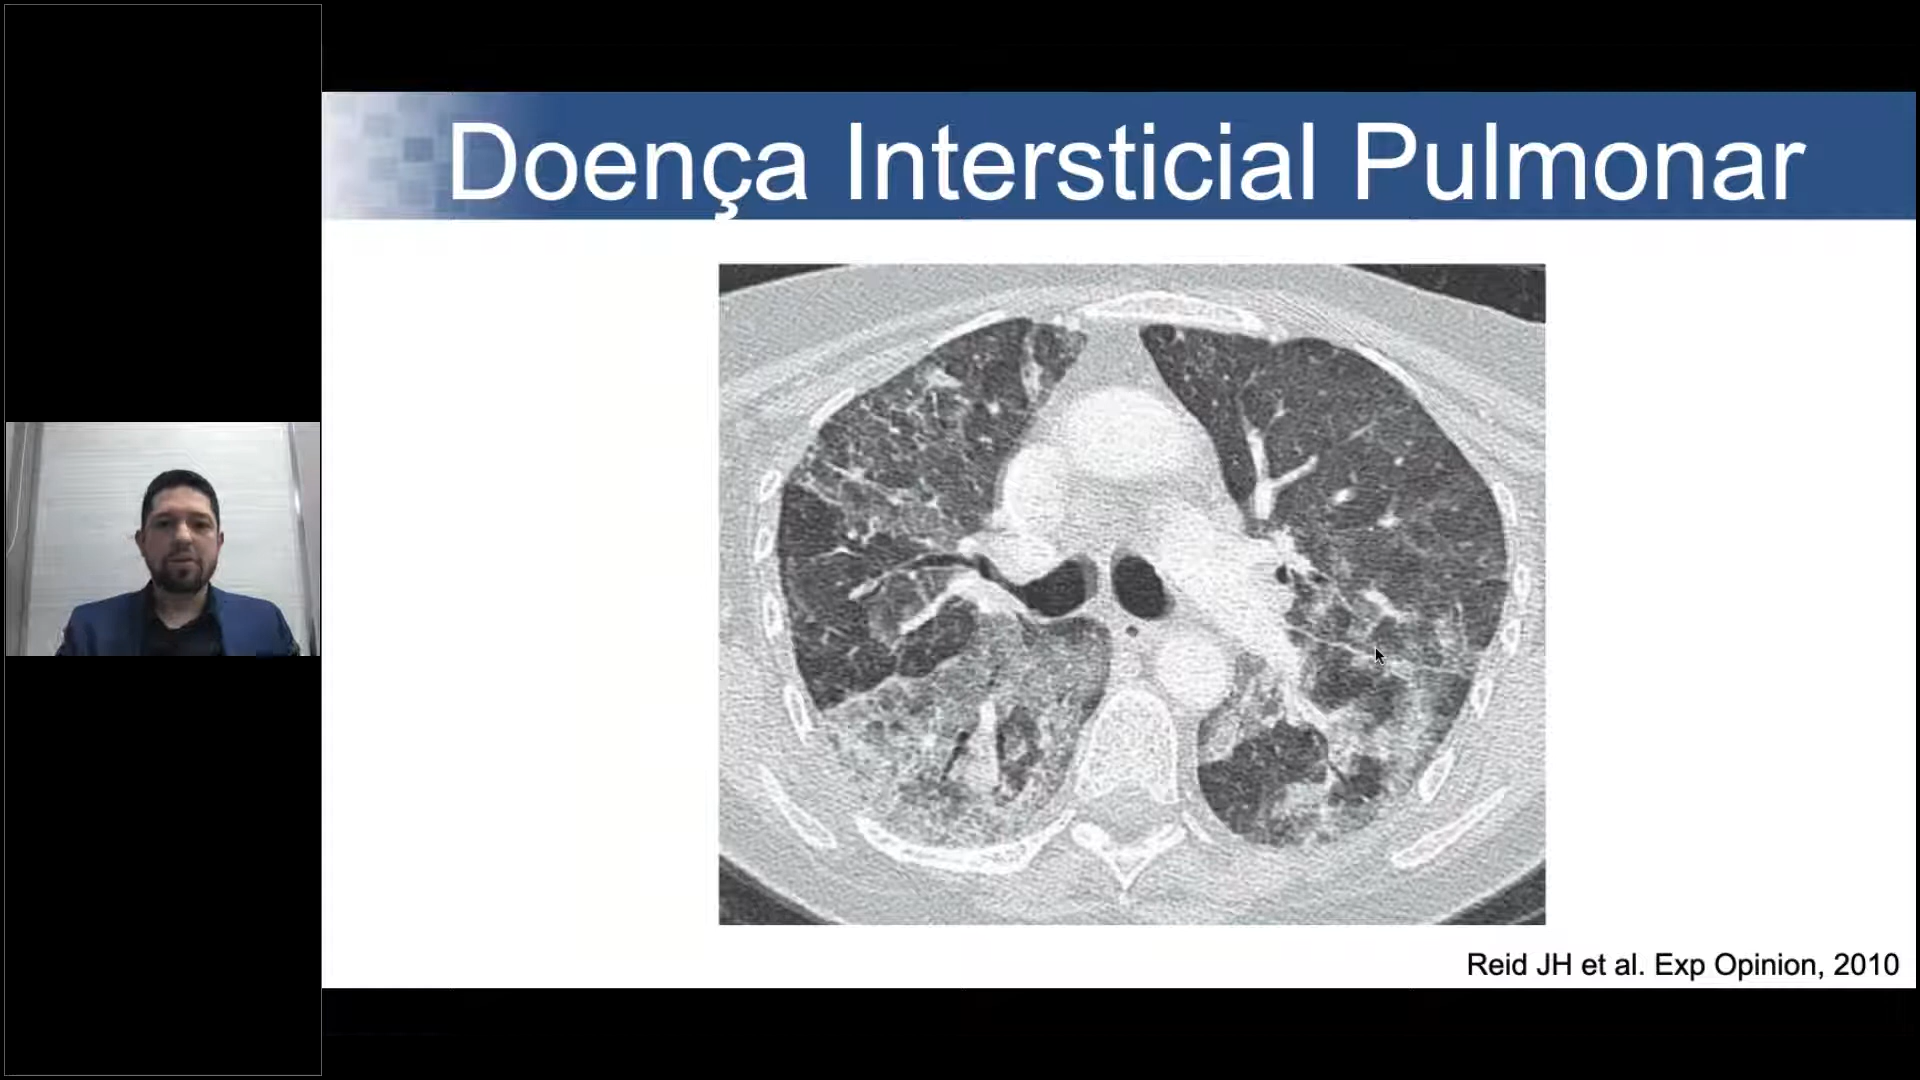 Doença Intersticial Pulmonar
Reid JH et al. Exp Opinion, 2010